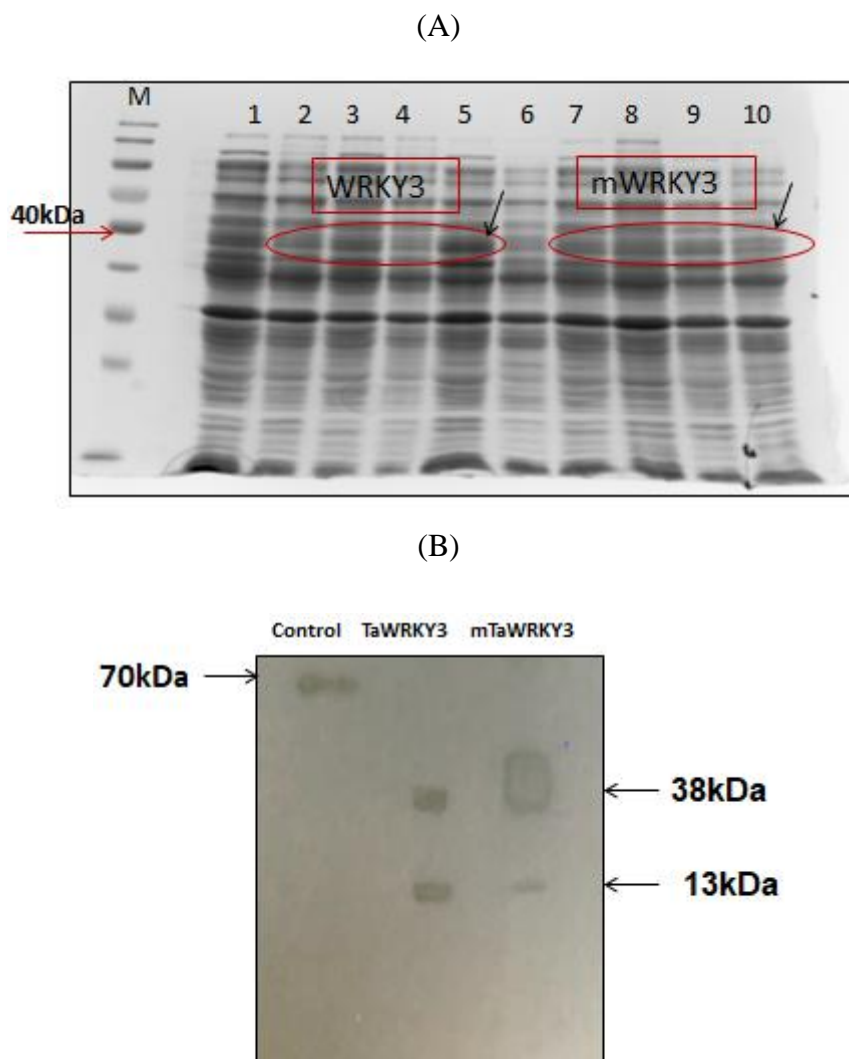 (A)
M 1 2 3 4 5 6 7 8 9 10
WRKY3 mWRKY3
40kDa
(B)
Control TaWRKY3 mTaWRKY3
70kDa
38kDa
13kDa